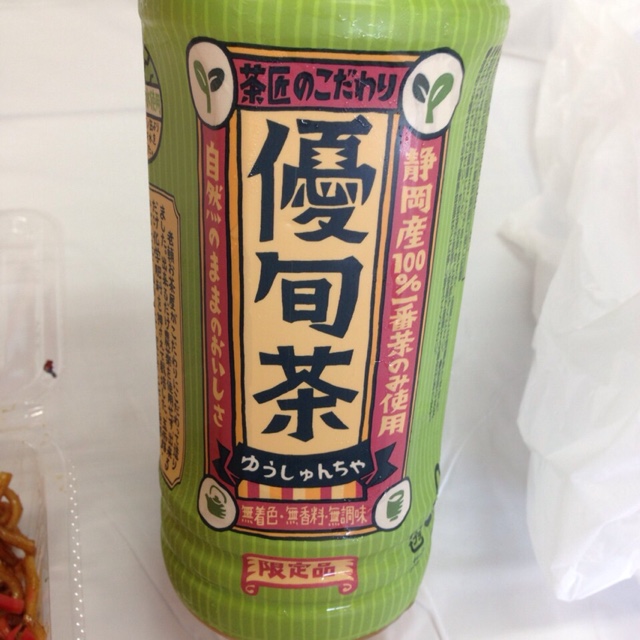 茶匠のこだわり
静岡産100%一番茶のみ使用
優旬茶
自然のままのおいしさ
ゆうしゅんちゃ
無着色・無香料・無調味
限定品